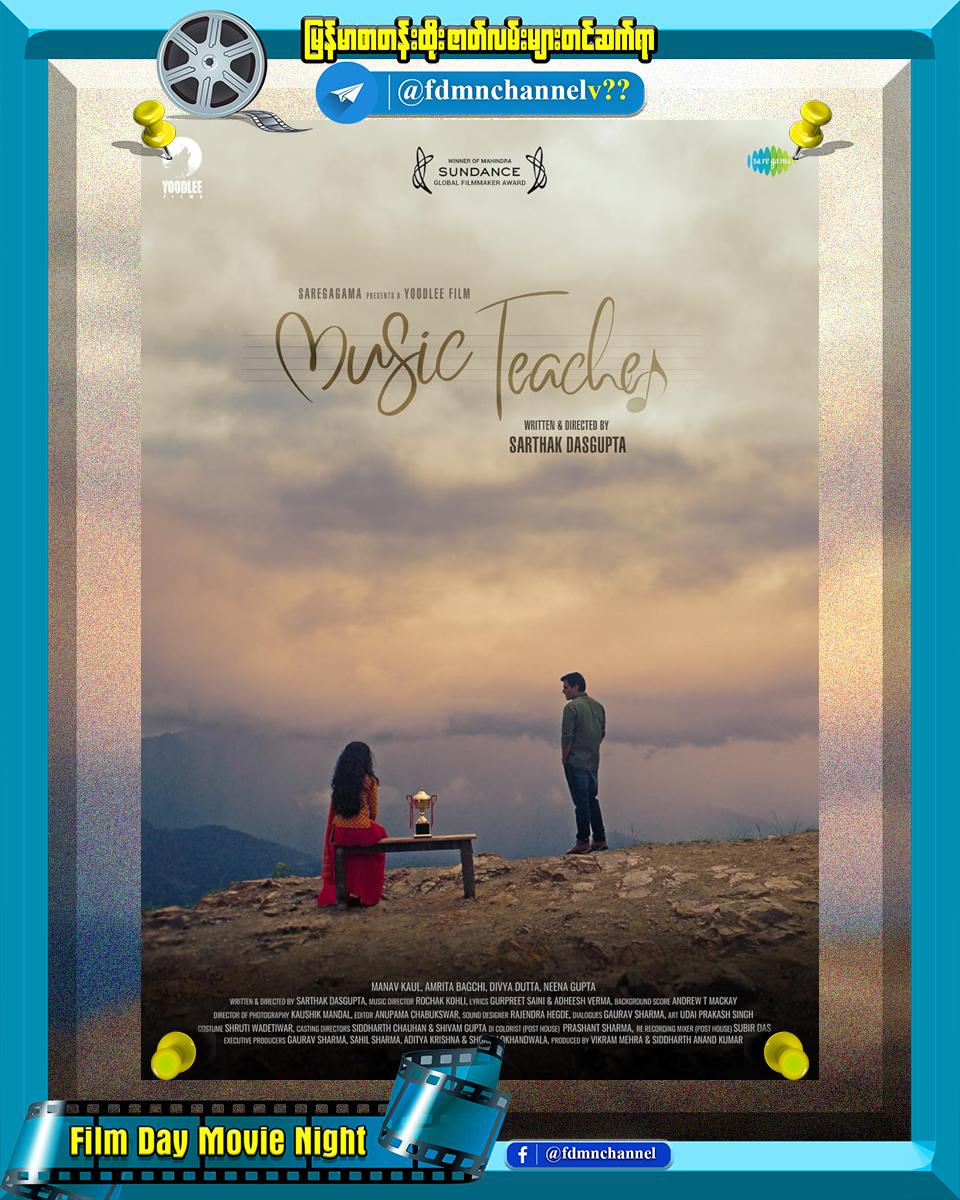 မြန်မာစာတန်းထိုးဇာတ်လမ်းများတင်ဆက်ရာ
@fdmnchannelv??
YOODLEE
FILMS
WINNER OF MAHINDRA
SUNDANCE
GLOBAL FILMMAKER AWARD
saregama
SAREGAGAMA PRESENTS A YOODLEE FILM
Music Teacher
WRITTEN & DIRECTED BY
SARTHAK DASGUPTA
MANAV KAUL, AMRITA BAGCHI, DIVYA DUTTA, NEENA GUPTA
WRITTEN & DIRECTED BY SARTHAK DASGUPTA, MUSIC DIRECTOR ROCHAK KOHLI, LYRICS GURPREET SAINI & ADHEESH VERMA, BACKGROUND SCORE ANDREW T MACKAY
DIRECTOR OF PHOTOGRAPHY KAUSHIK MANDAL, EDITOR ANUPAMA CHABUKSWAR, SOUND DESIGNER RAJENDRA HEGDE, DIALOGUES GAURAV SHARMA, ART UDAI PRAKASH SINGH
COSTUME SHRUTI WADETIWAR, CASTING DIRECTORS SIDDHARTH CHAUHAN & SHIVAM GUPTA DI COLORIST (POST HOUSE) PRASHANT SHARMA, RE RECORDING MIXER (POST HOUSE) SUBIR DAS
EXECUTIVE PRODUCERS GAURAV SHARMA, SAHIL SHARMA, ADITYA KRISHNA & PRODUCED BY VIKRAM MEHRA & SIDDHARTH ANAND KUMAR
Film Day Movie Night
@fdmnchannel